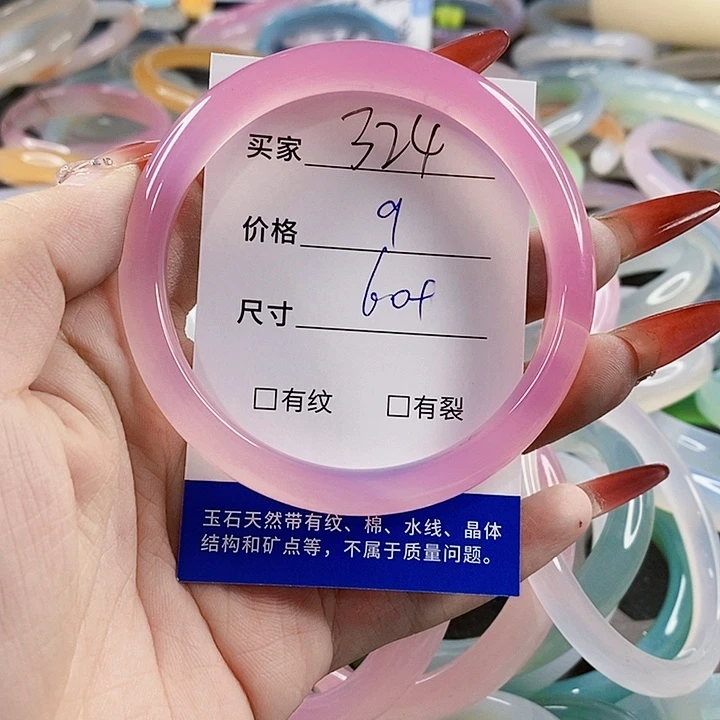 买家 324
价格 9
尺寸 60f
□有纹 □有裂
玉石天然带有纹、棉、水线、晶体
结构和矿点等，不属于质量问题。